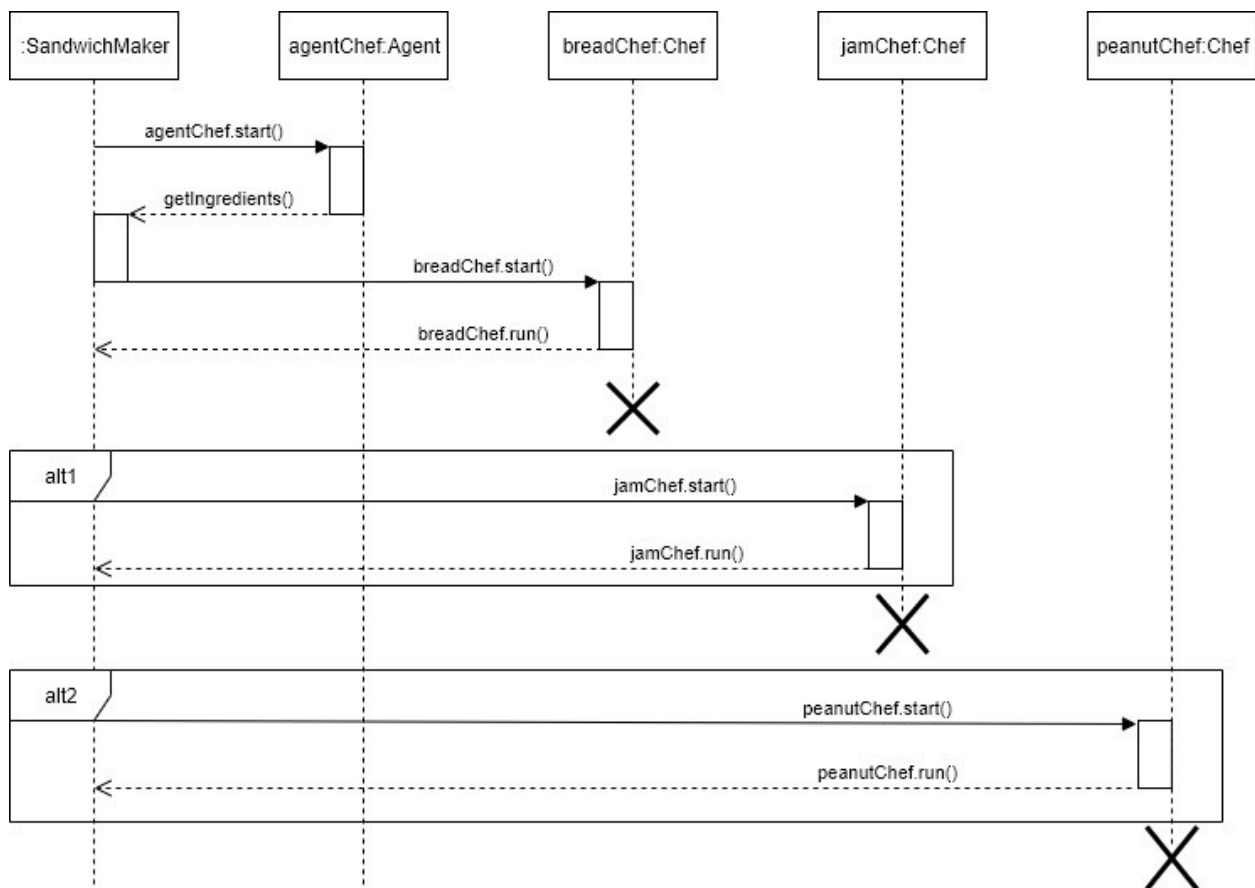 :SandwichMaker
agentChef:Agent
breadChef:Chef
jamChef:Chef
peanutChef:Chef
agentChef.start()
getIngredients()
breadChef.start()
breadChef.run()
alt1
jamChef.start()
jamChef.run()
alt2
peanutChef.start()
peanutChef.run()